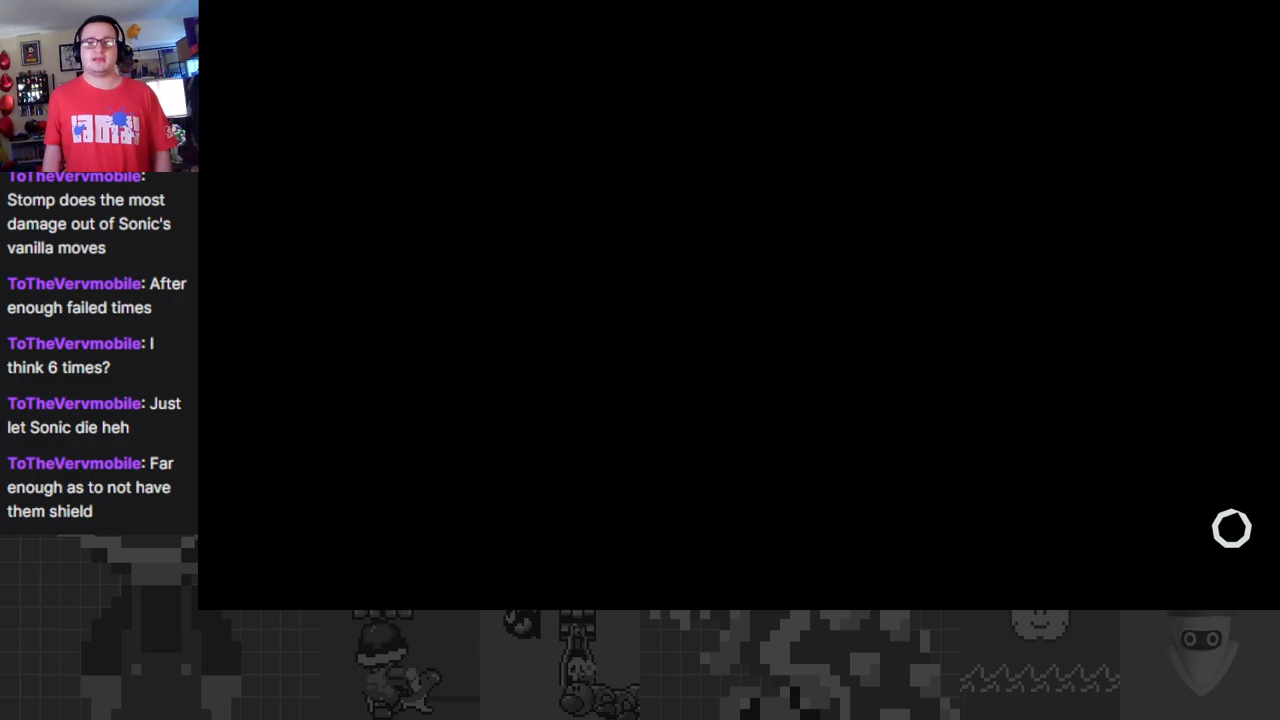 ToTheVervmobile:
Stomp does the most
damage out of Sonic's
vanilla moves
ToTheVervmobile: After
enough failed times
ToTheVervmobile: I
think 6 times?
ToTheVervmobile: Just
let Sonic die heh
ToTheVervmobile: Far
enough as to not have
them shield